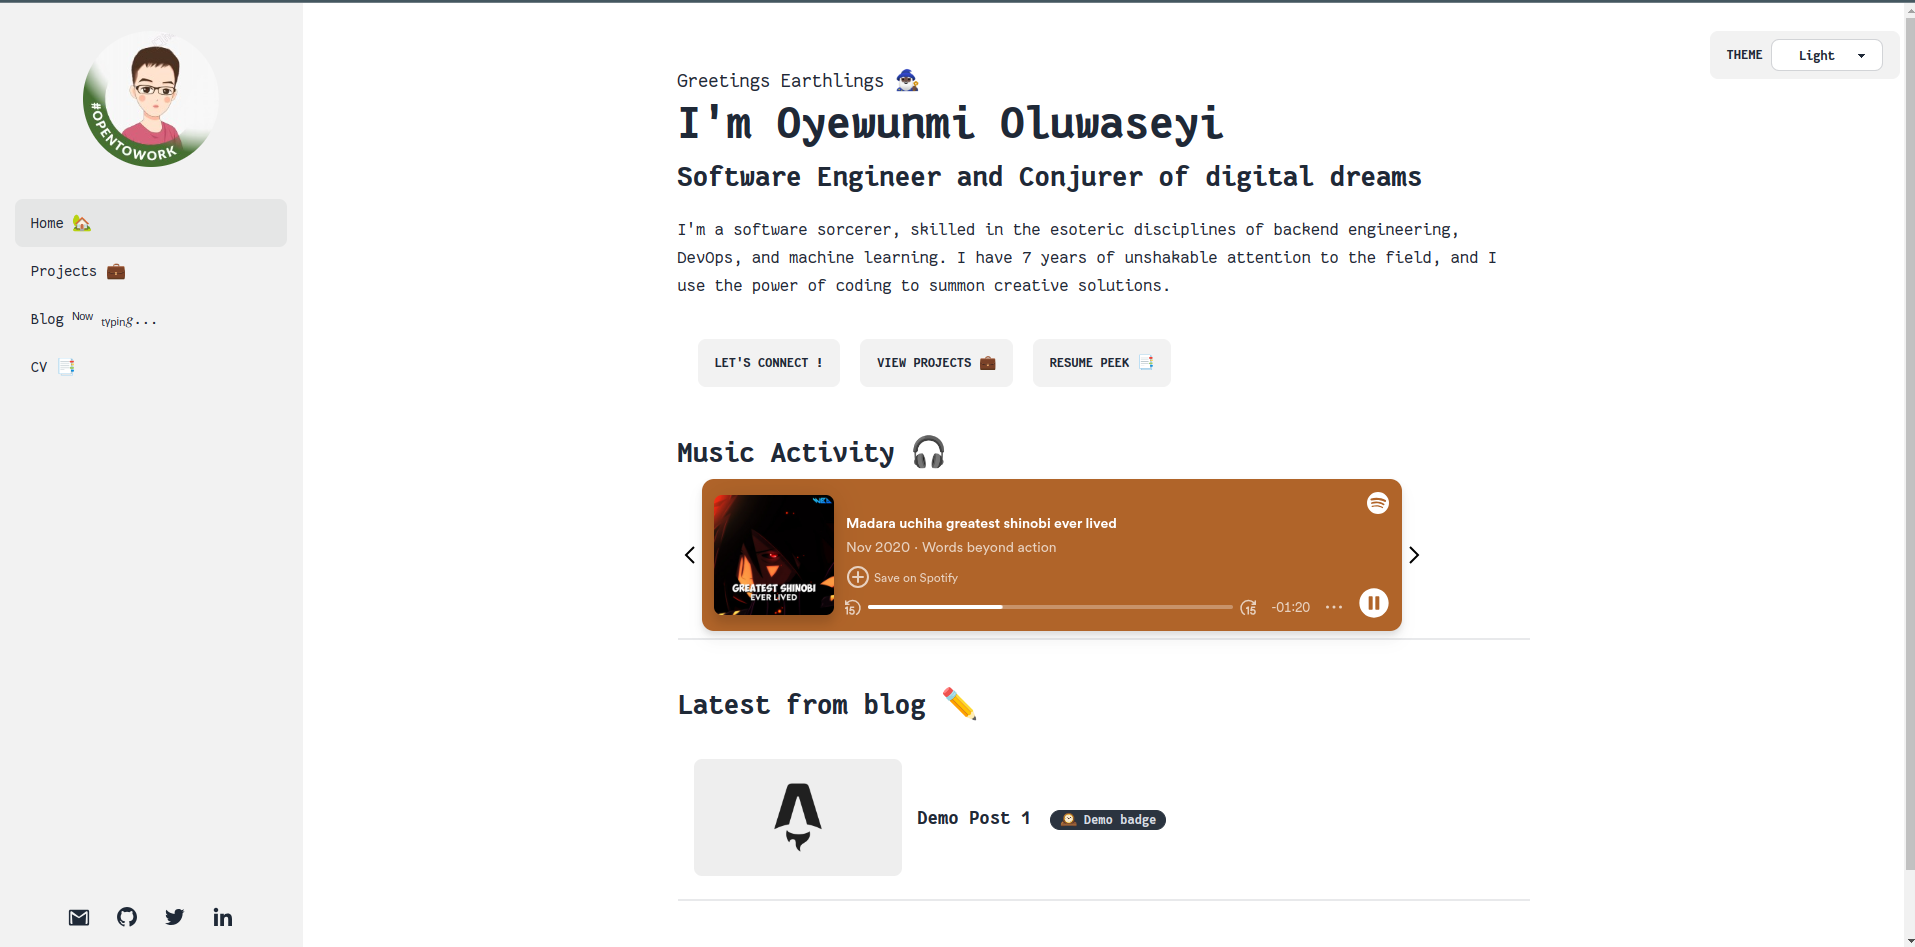 #OPENTOWORK
Home 🏡
Projects 💼
Blog Now typing...
CV 📑
THEME Light
Greetings Earthlings 🧙🏿‍♂️
I'm Oyewunmi Oluwaseyi
Software Engineer and Conjurer of digital dreams
I'm a software sorcerer, skilled in the esoteric disciplines of backend engineering,
DevOps, and machine learning. I have 7 years of unshakable attention to the field, and I
use the power of coding to summon creative solutions.
LET'S CONNECT !
VIEW PROJECTS 💼
RESUME PEEK 📑
Music Activity 🎧
GREATEST SHINOBI
EVER LIVED
Madara uchiha greatest shinobi ever lived
Nov 2020 · Words beyond action
Save on Spotify
15 15 -01:20
Latest from blog ✏️
Demo Post 1 🕰️ Demo badge
in